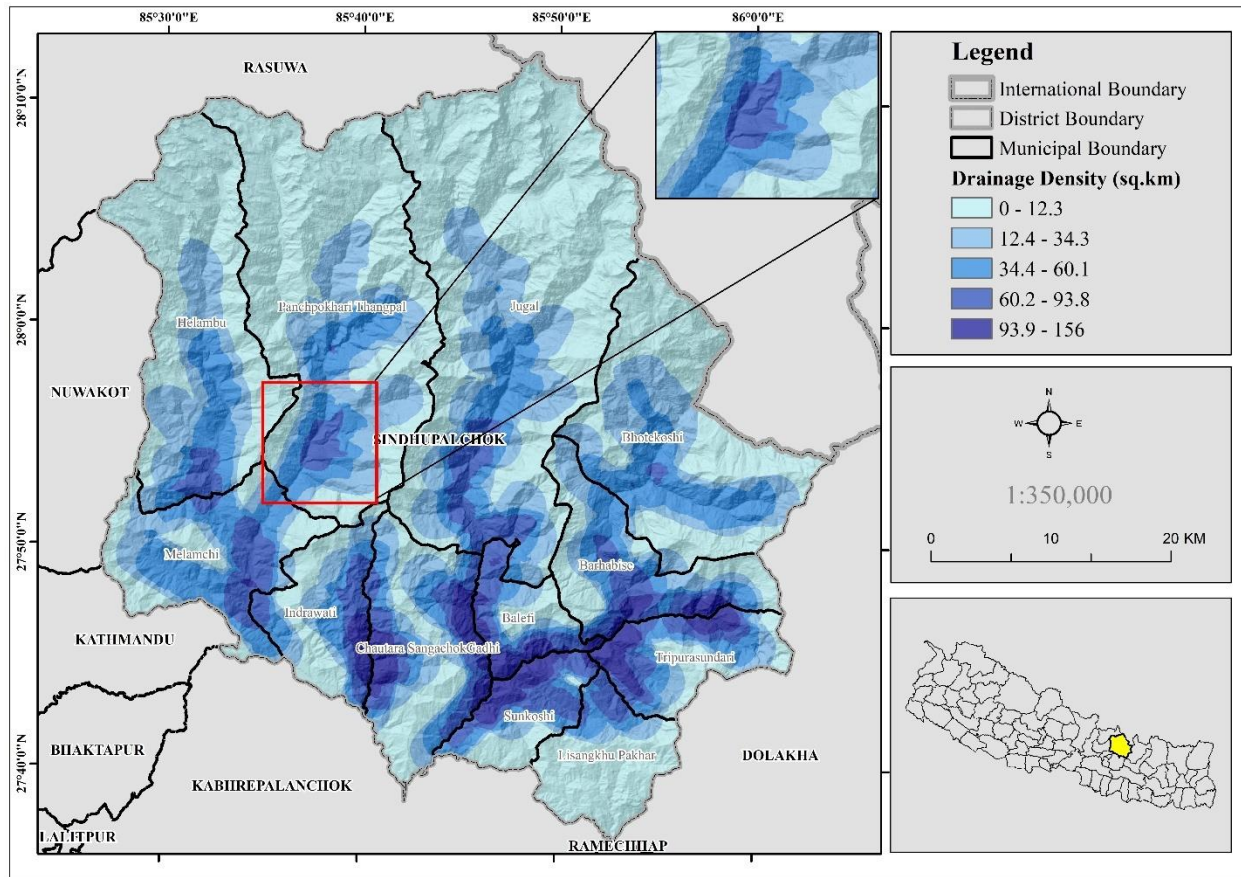 85°30'0"E
85°40'0"E
85°50'0"E
86°0'0"E
28°10'0"N
28°0'0"N
27°50'0"N
27°40'0"N
RASUWA
Panchpokhari Thangpal
Jugal
Helambu
NUWAKOT
SINDHUPALCHOK
Bhotekoshi
Melamchi
Barhabise
Indrawati
Balefi
KATHMANDU
Chautara SangachokGadhi
Tripurasundari
Sunkoshi
BHAKTAPUR
Lisangkhu Pakhar
DOLAKHA
KABHREPALANCHOK
LALITPUR
RAMECHHAP
Legend
International Boundary
District Boundary
Municipal Boundary
Drainage Density (sq.km)
0 - 12.3
12.4 - 34.3
34.4 - 60.1
60.2 - 93.8
93.9 - 156
N
W E
S
1:350,000
0 10 20 KM